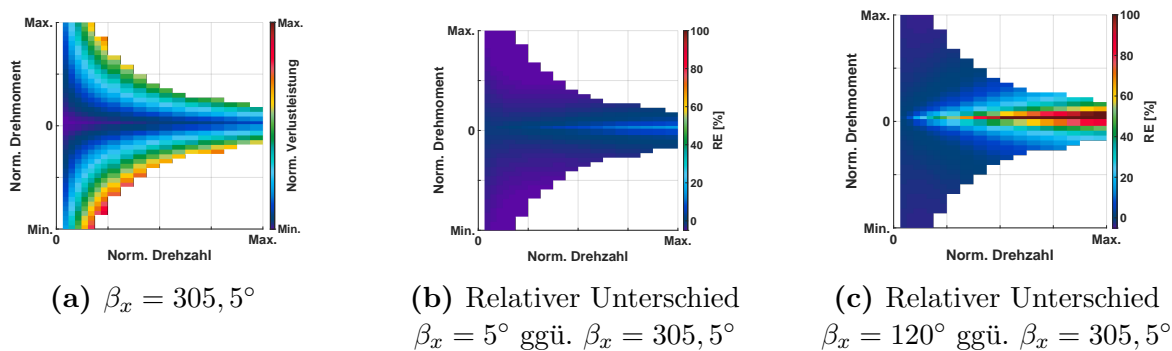 Max.
Norm. Drehmoment
0
Min.
0
Max.
Norm. Drehzahl
Max.
Norm. Verlustleistung
Min.
(a) βx = 305, 5°
Max.
Norm. Drehmoment
0
Min.
0
Max.
Norm. Drehzahl
100
80
60
40
20
0
RE [%]
(b) Relativer Unterschied
βx = 5° ggü. βx = 305, 5°
Max.
Norm. Drehmoment
0
Min.
0
Max.
Norm. Drehzahl
100
80
60
40
20
0
RE [%]
(c) Relativer Unterschied
βx = 120° ggü. βx = 305, 5°